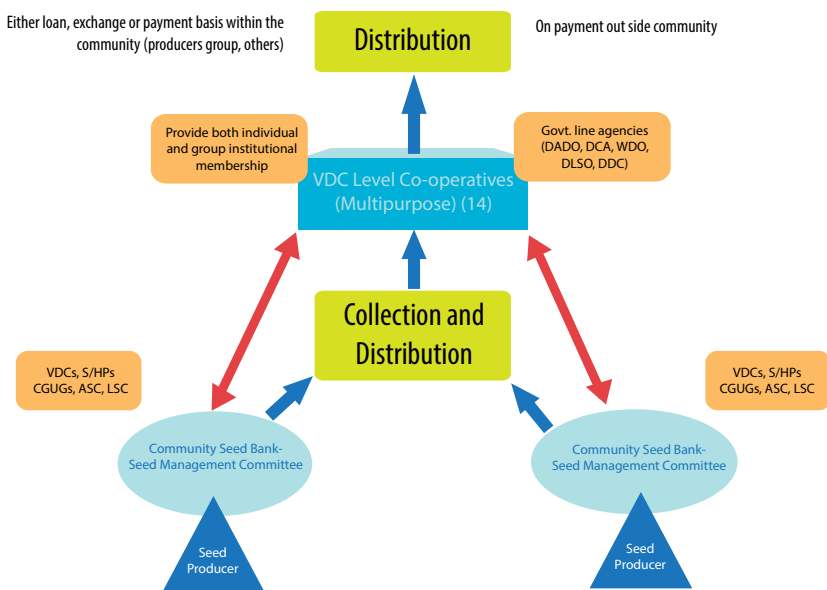 Either loan, exchange or payment basis within the
community (producers group, others)
Distribution
On payment out side community
Provide both individual
and group institutional
membership
Govt. line agencies
(DADO, DCA, WDO,
DLSO, DDC)
VDC Level Co-operatives
(Multipurpose) (14)
Collection and
Distribution
VDCs, S/HPs
CGUGs, ASC, LSC
VDCs, S/HPs
CGUGs, ASC, LSC
Community Seed Bank-
Seed Management Committee
Community Seed Bank-
Seed Management Committee
Seed
Producer
Seed
Producer